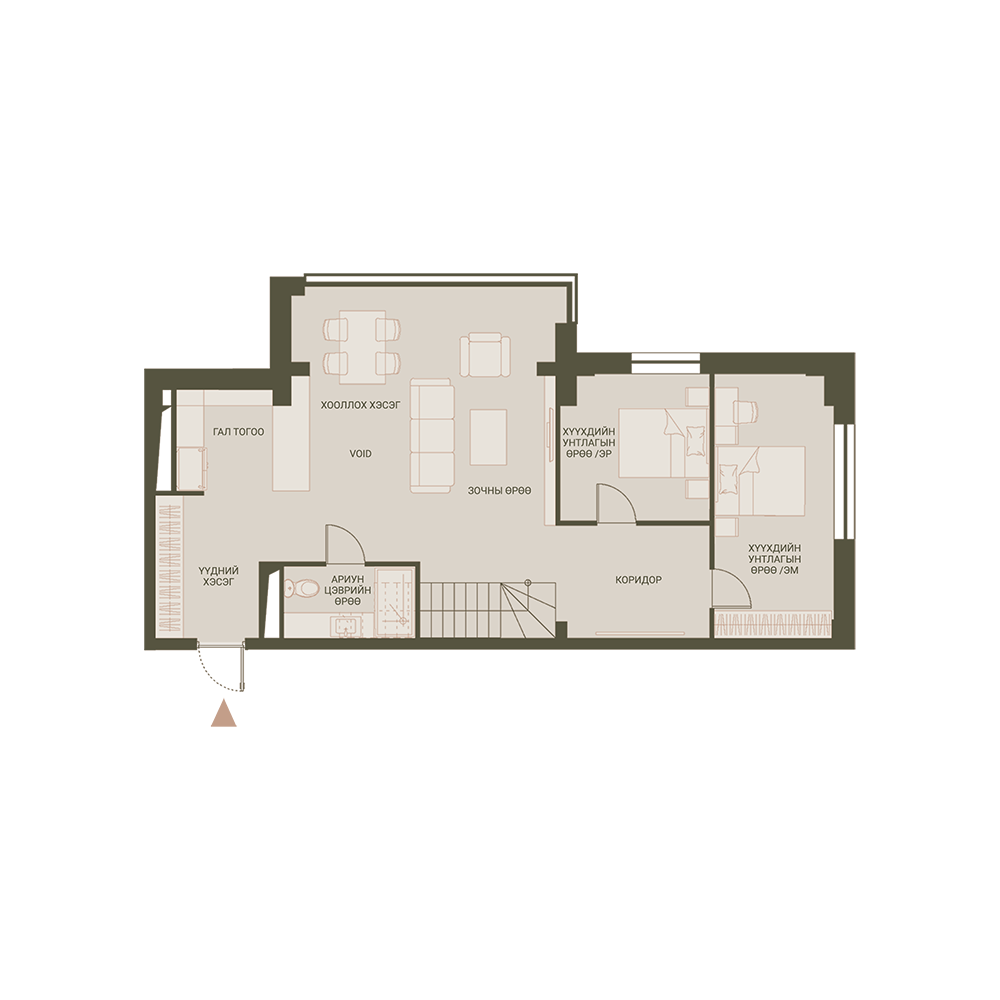 ХООЛЛОХ ХЭСЭГ
ГАЛ ТОГОО
VOID
ЗОЧНЫ ӨРӨӨ
ХҮҮХДИЙН
УНТЛАГЫН
ӨРӨӨ /ЭР
ХҮҮХДИЙН
УНТЛАГЫН
ӨРӨӨ /ЭМ
ҮҮДНИЙ
ХЭСЭГ
АРИУН
ЦЭВРИЙН
ӨРӨӨ
КОРИДОР